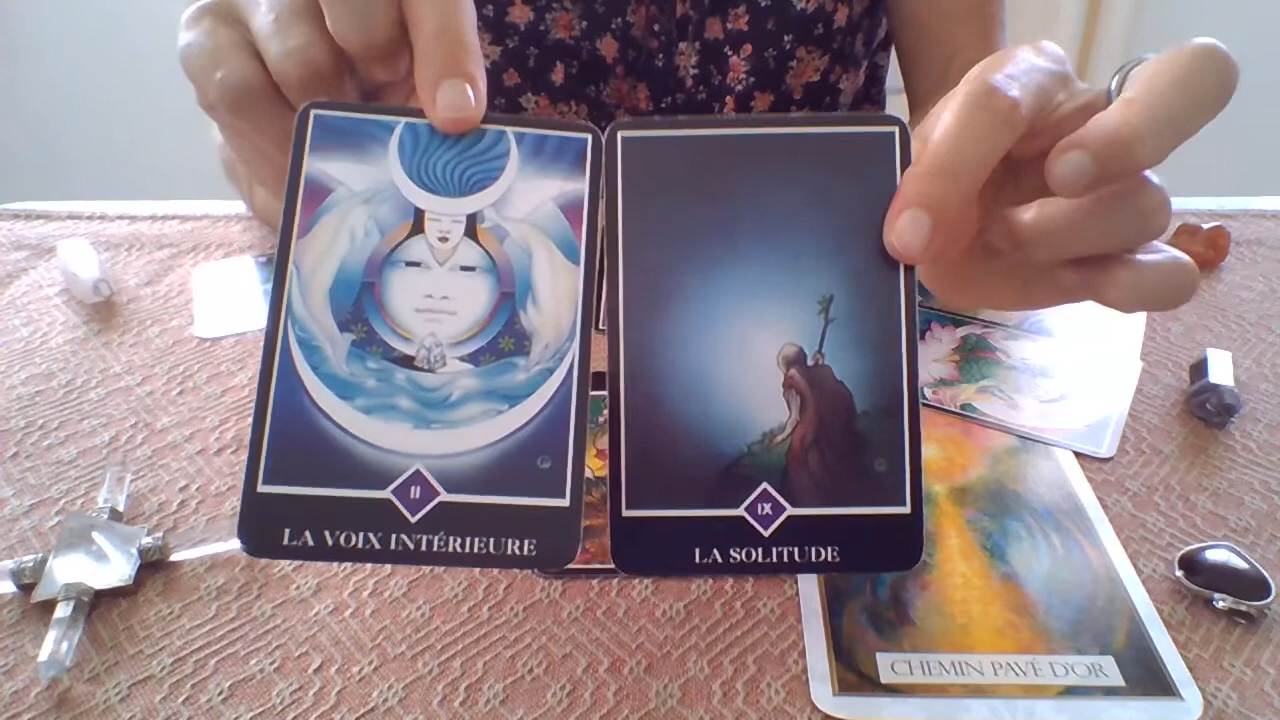 II
LA VOIX INTÉRIEURE
IX
LA SOLITUDE
CHEMIN PAVÉ D'OR